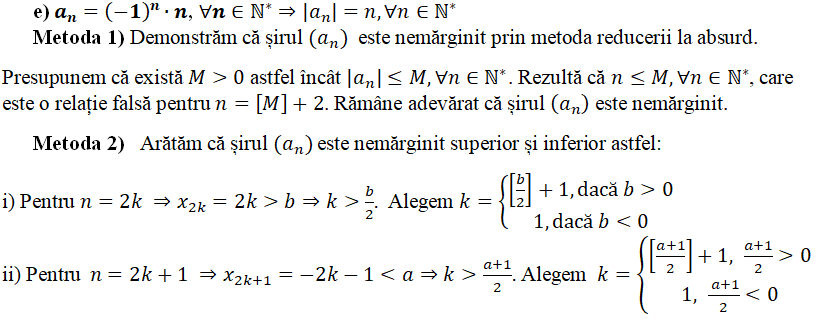 e) aₙ = (−1)ⁿ · n, ∀n ∈ ℕ* ⇒ |aₙ| = n, ∀n ∈ ℕ*
Metoda 1) Demonstrăm că șirul (aₙ) este nemărginit prin metoda reducerii la absurd.
Presupunem că există M > 0 astfel încât |aₙ| ≤ M, ∀n ∈ ℕ*. Rezultă că n ≤ M, ∀n ∈ ℕ*, care
este o relație falsă pentru n = [M] + 2. Rămâne adevărat că șirul (aₙ) este nemărginit.
Metoda 2) Arătăm că șirul (aₙ) este nemărginit superior și inferior astfel:
i) Pentru n = 2k ⇒ x₂ₖ = 2k > b ⇒ k > b/2. Alegem k = { [b/2] + 1, dacă b > 0
1, dacă b < 0
ii) Pentru n = 2k + 1 ⇒ x₂ₖ₊₁ = −2k − 1 < a ⇒ k > (a+1)/2. Alegem k = { [(a+1)/2] + 1, (a+1)/2 > 0
1, (a+1)/2 < 0